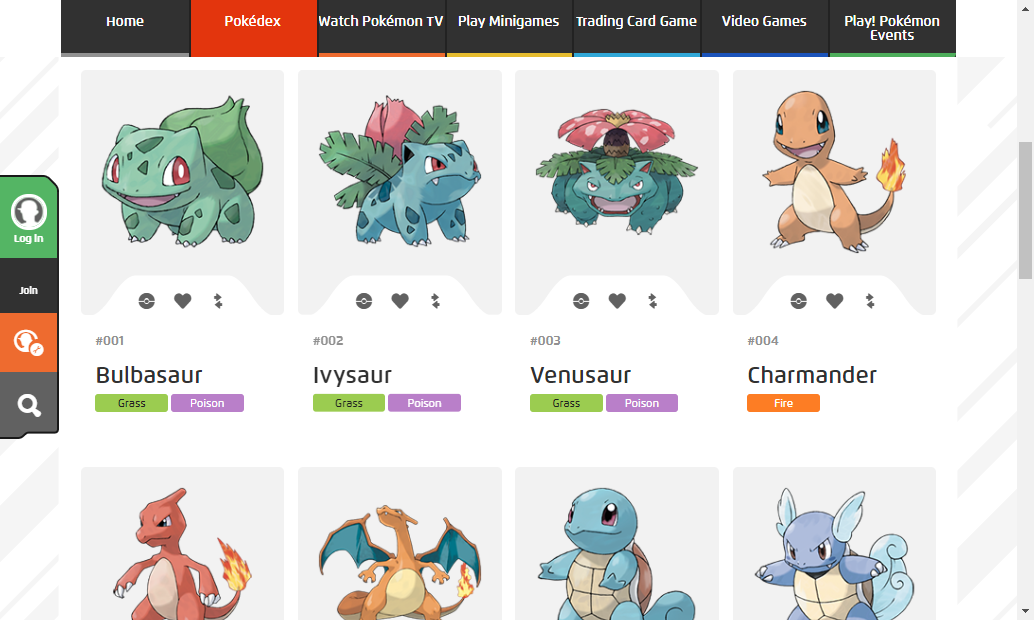 Home
Pokédex
Watch Pokémon TV
Play Minigames
Trading Card Game
Video Games
Play! Pokémon
Events
Log in
Join
#001
Bulbasaur
Grass
Poison
#002
Ivysaur
Grass
Poison
#003
Venusaur
Grass
Poison
#004
Charmander
Fire